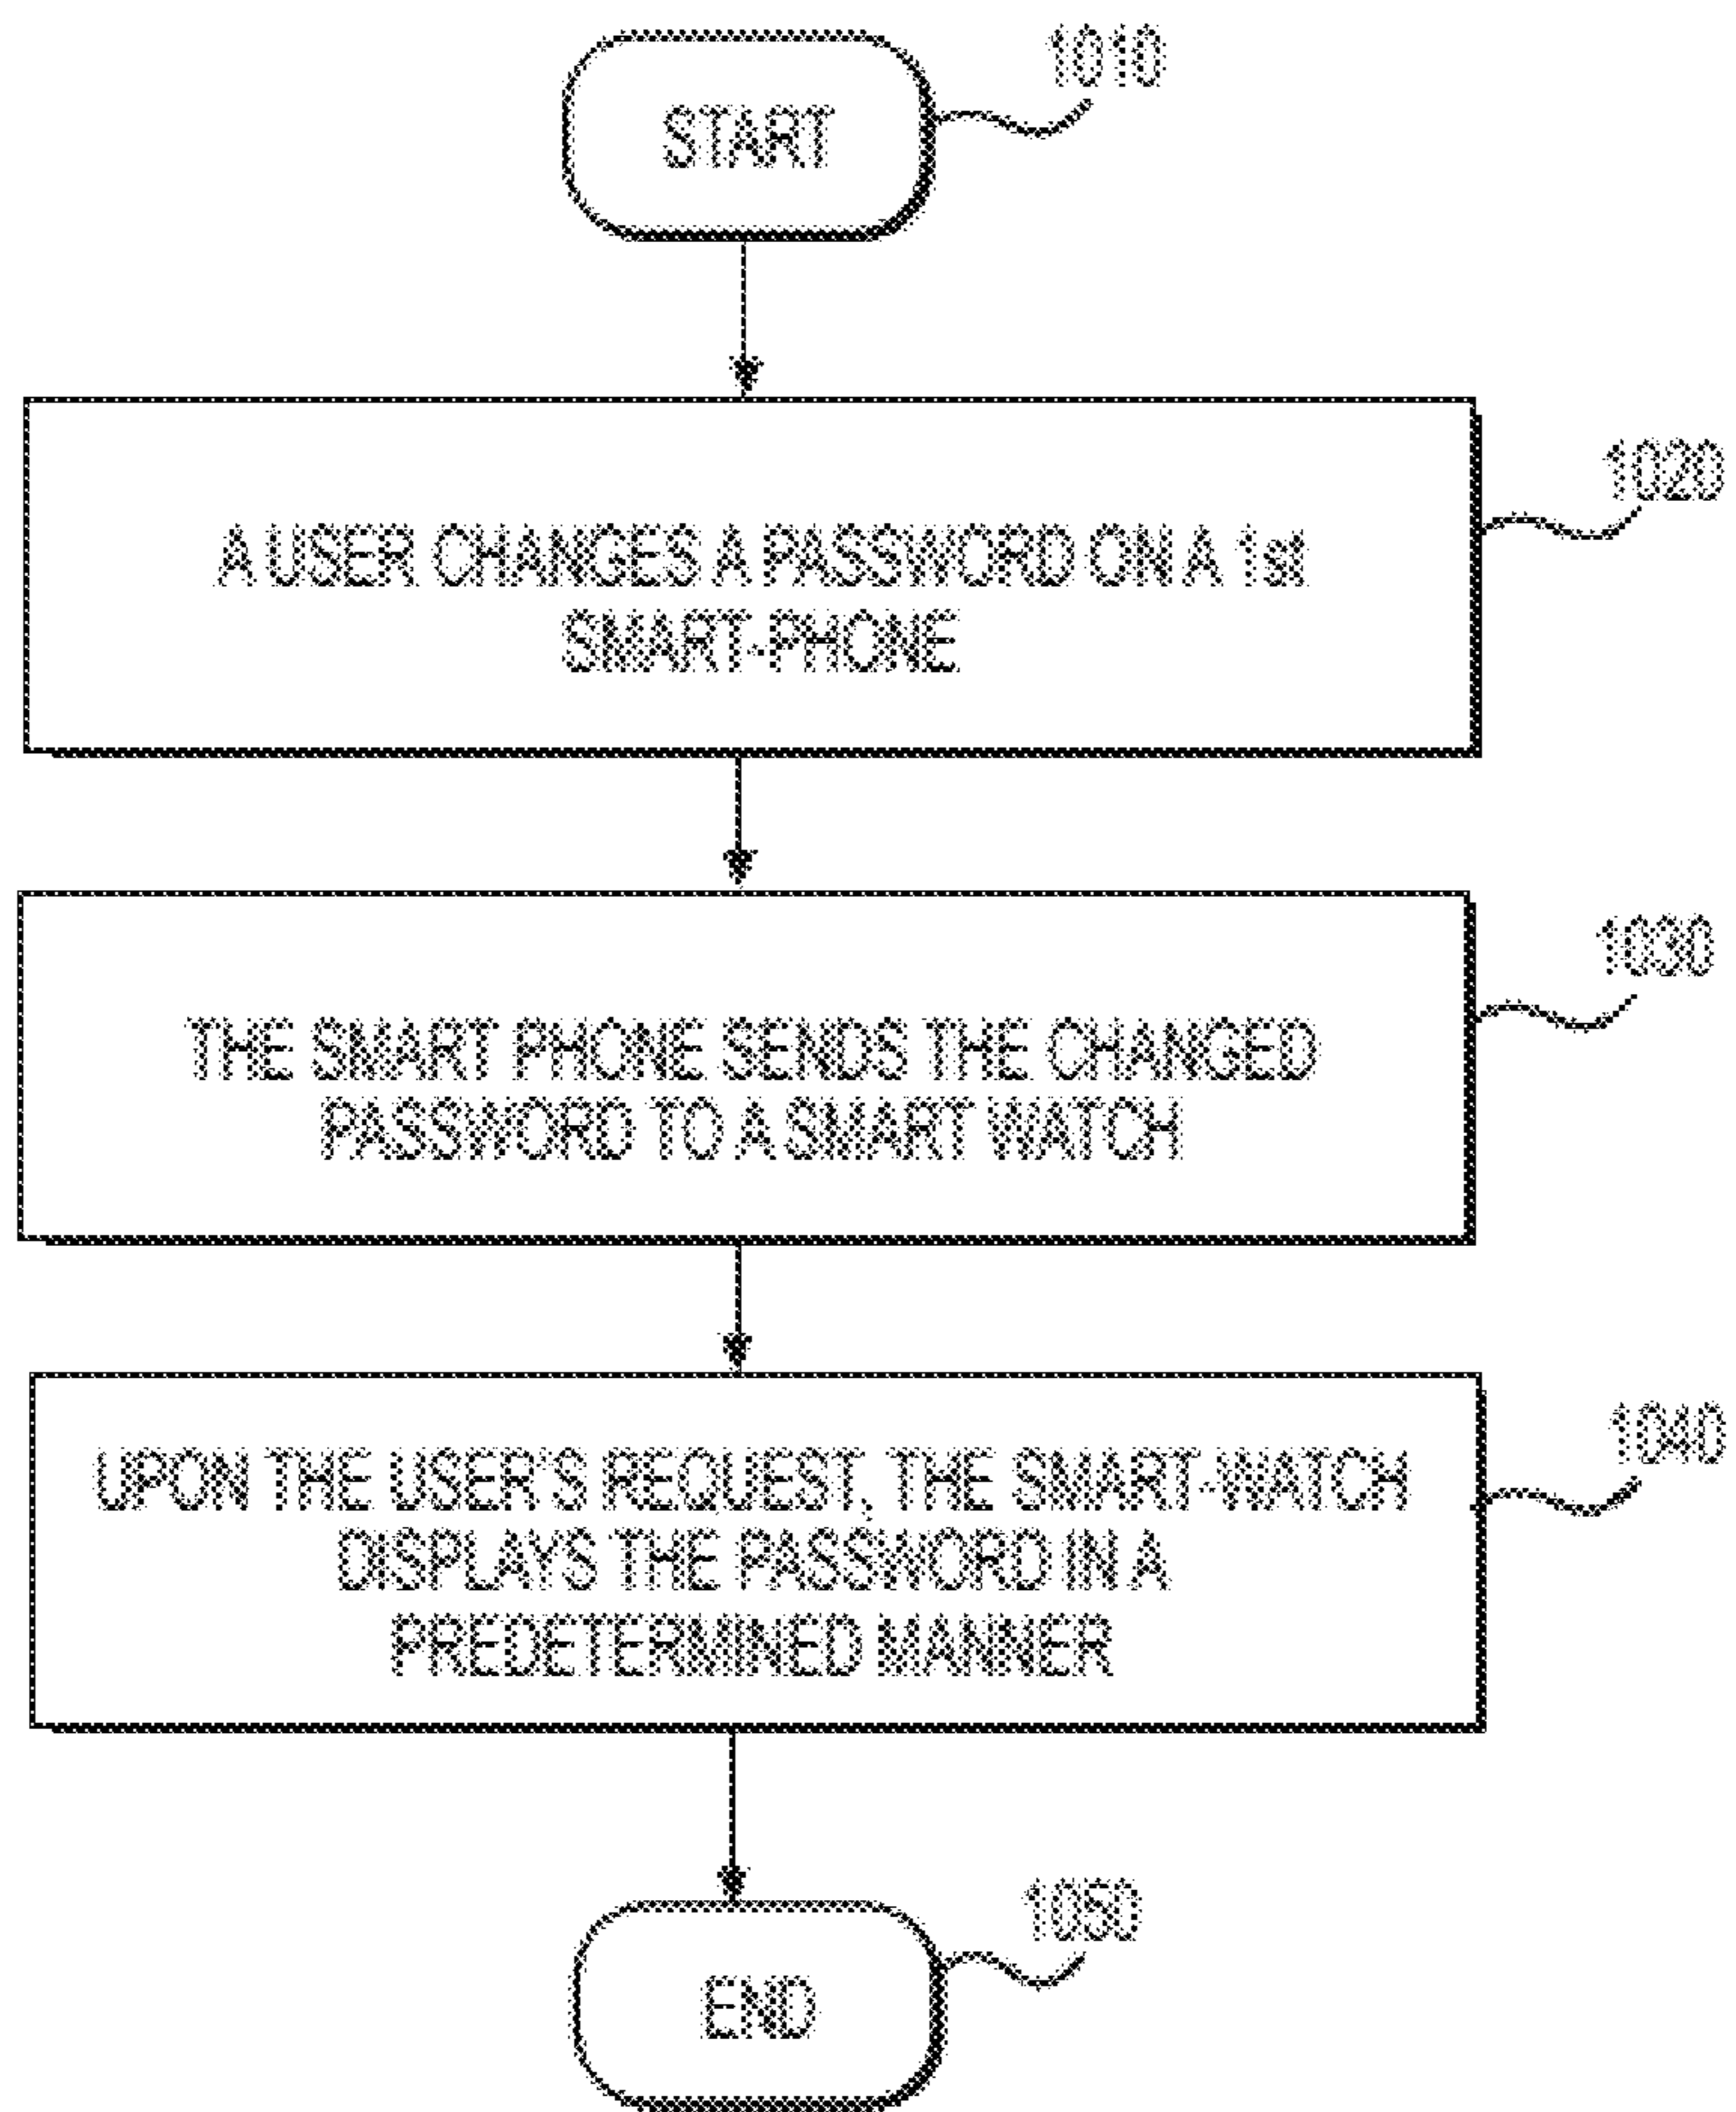 1010
START
1020
A USER CHANGES A PASSWORD ON A 1st
SMART-PHONE
1030
THE SMART PHONE SENDS THE CHANGED
PASSWORD TO A SMART WATCH
1040
UPON THE USER'S REQUEST, THE SMART-WATCH
DISPLAYS THE PASSWORD IN A
PREDETERMINED MANNER
1050
END